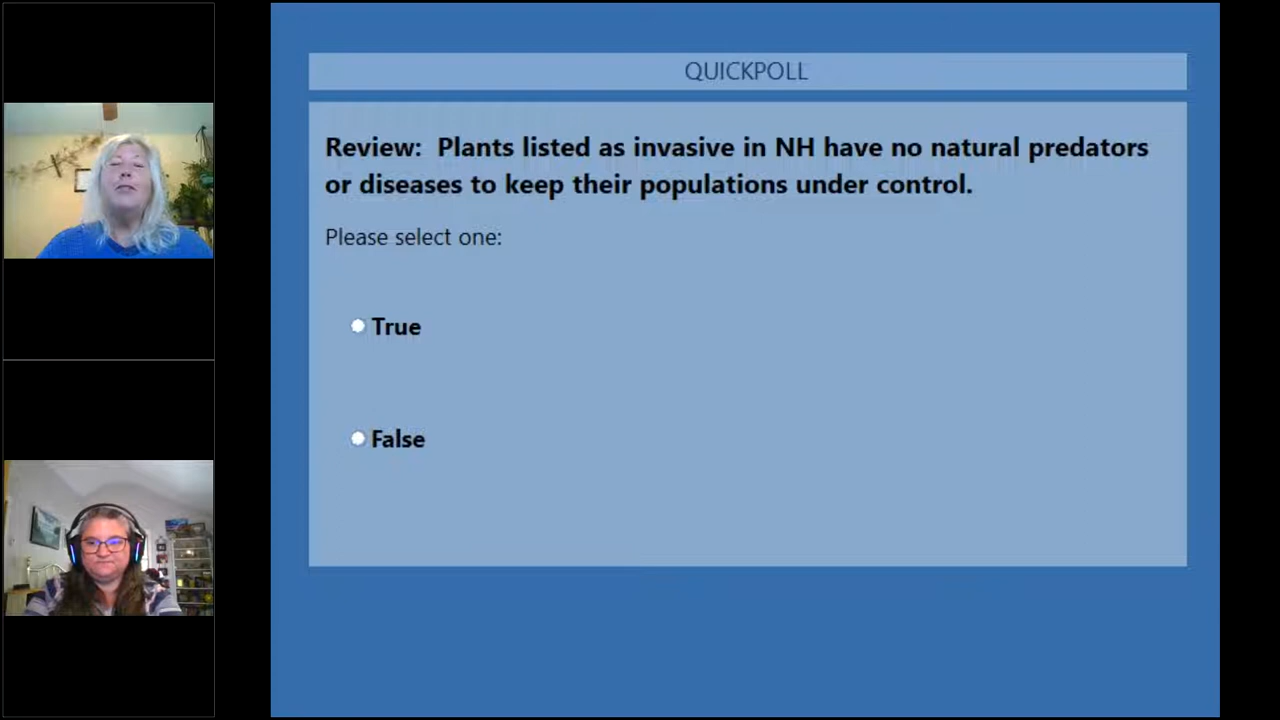 QUICKPOLL
Review:  Plants listed as invasive in NH have no natural predators
or diseases to keep their populations under control.
Please select one:
True
False